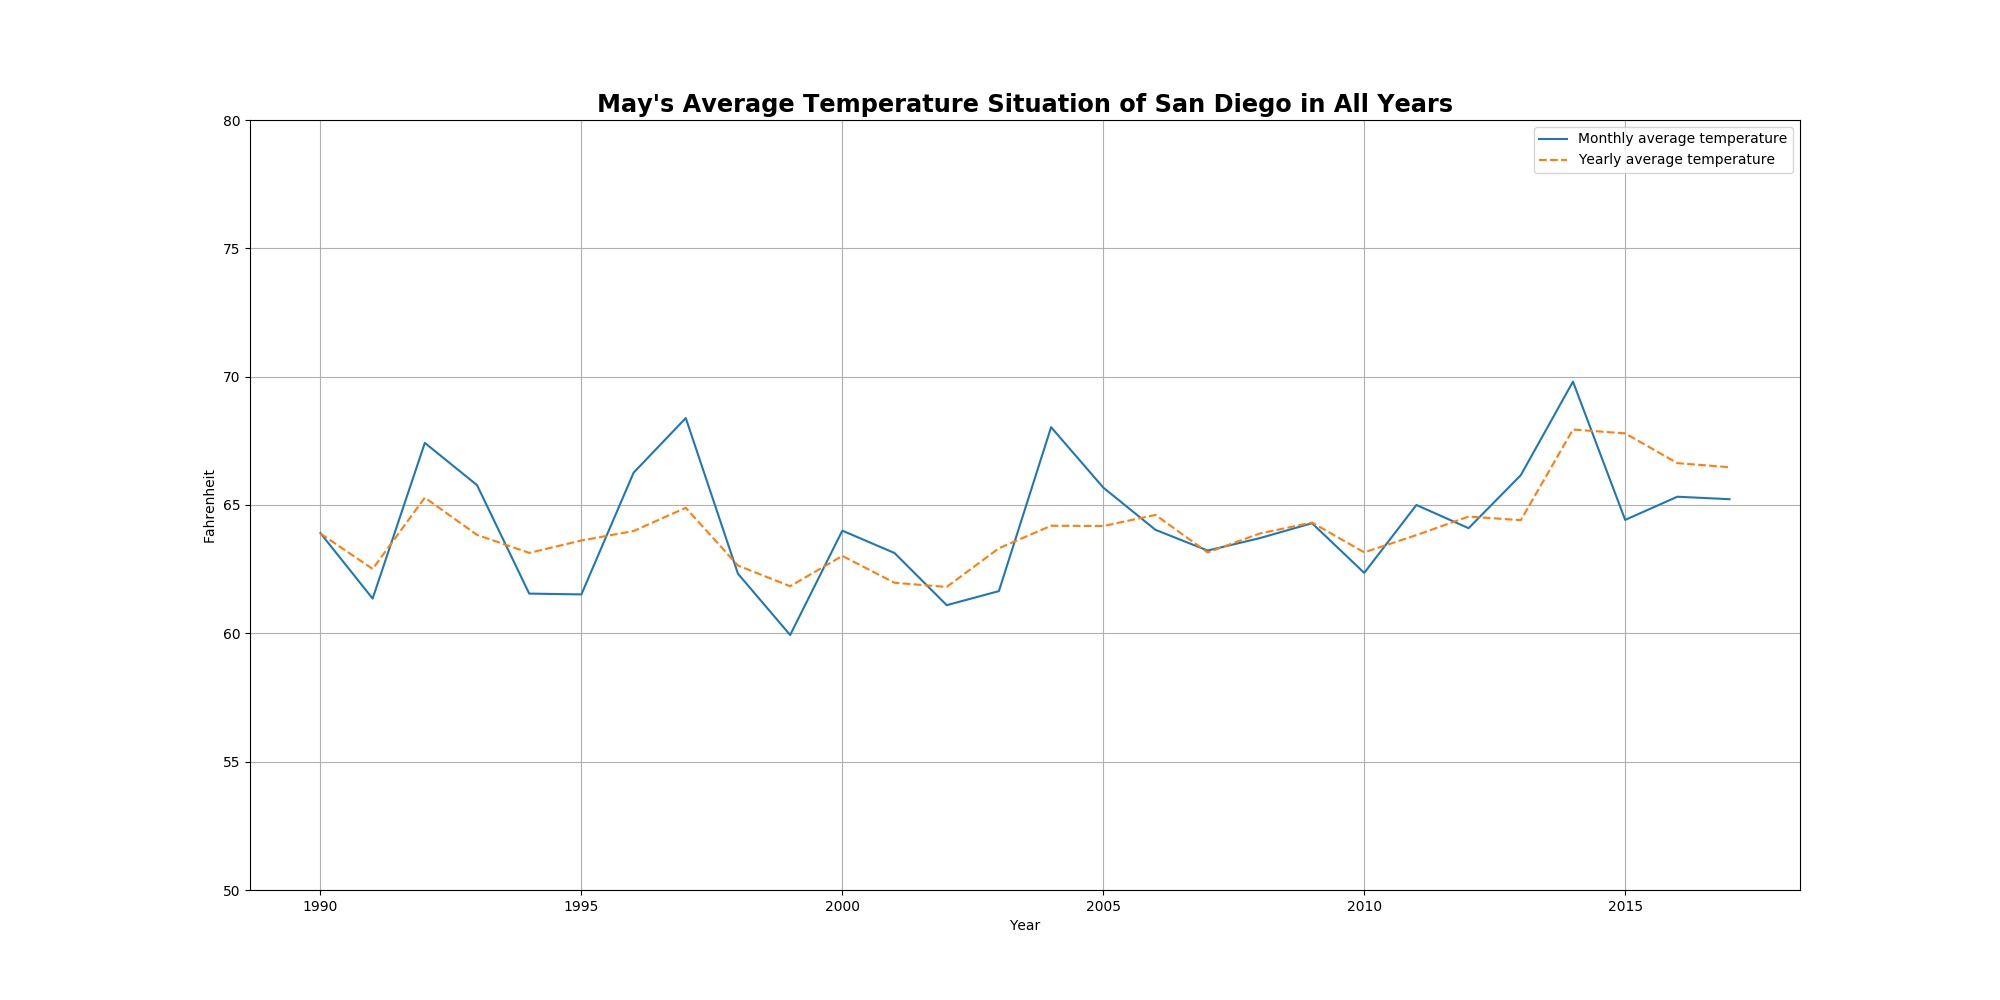 May's Average Temperature Situation of San Diego in All Years
Monthly average temperature
Yearly average temperature
80
75
70
65
60
55
50
Fahrenheit
1990
1995
2000
2005
2010
2015
Year